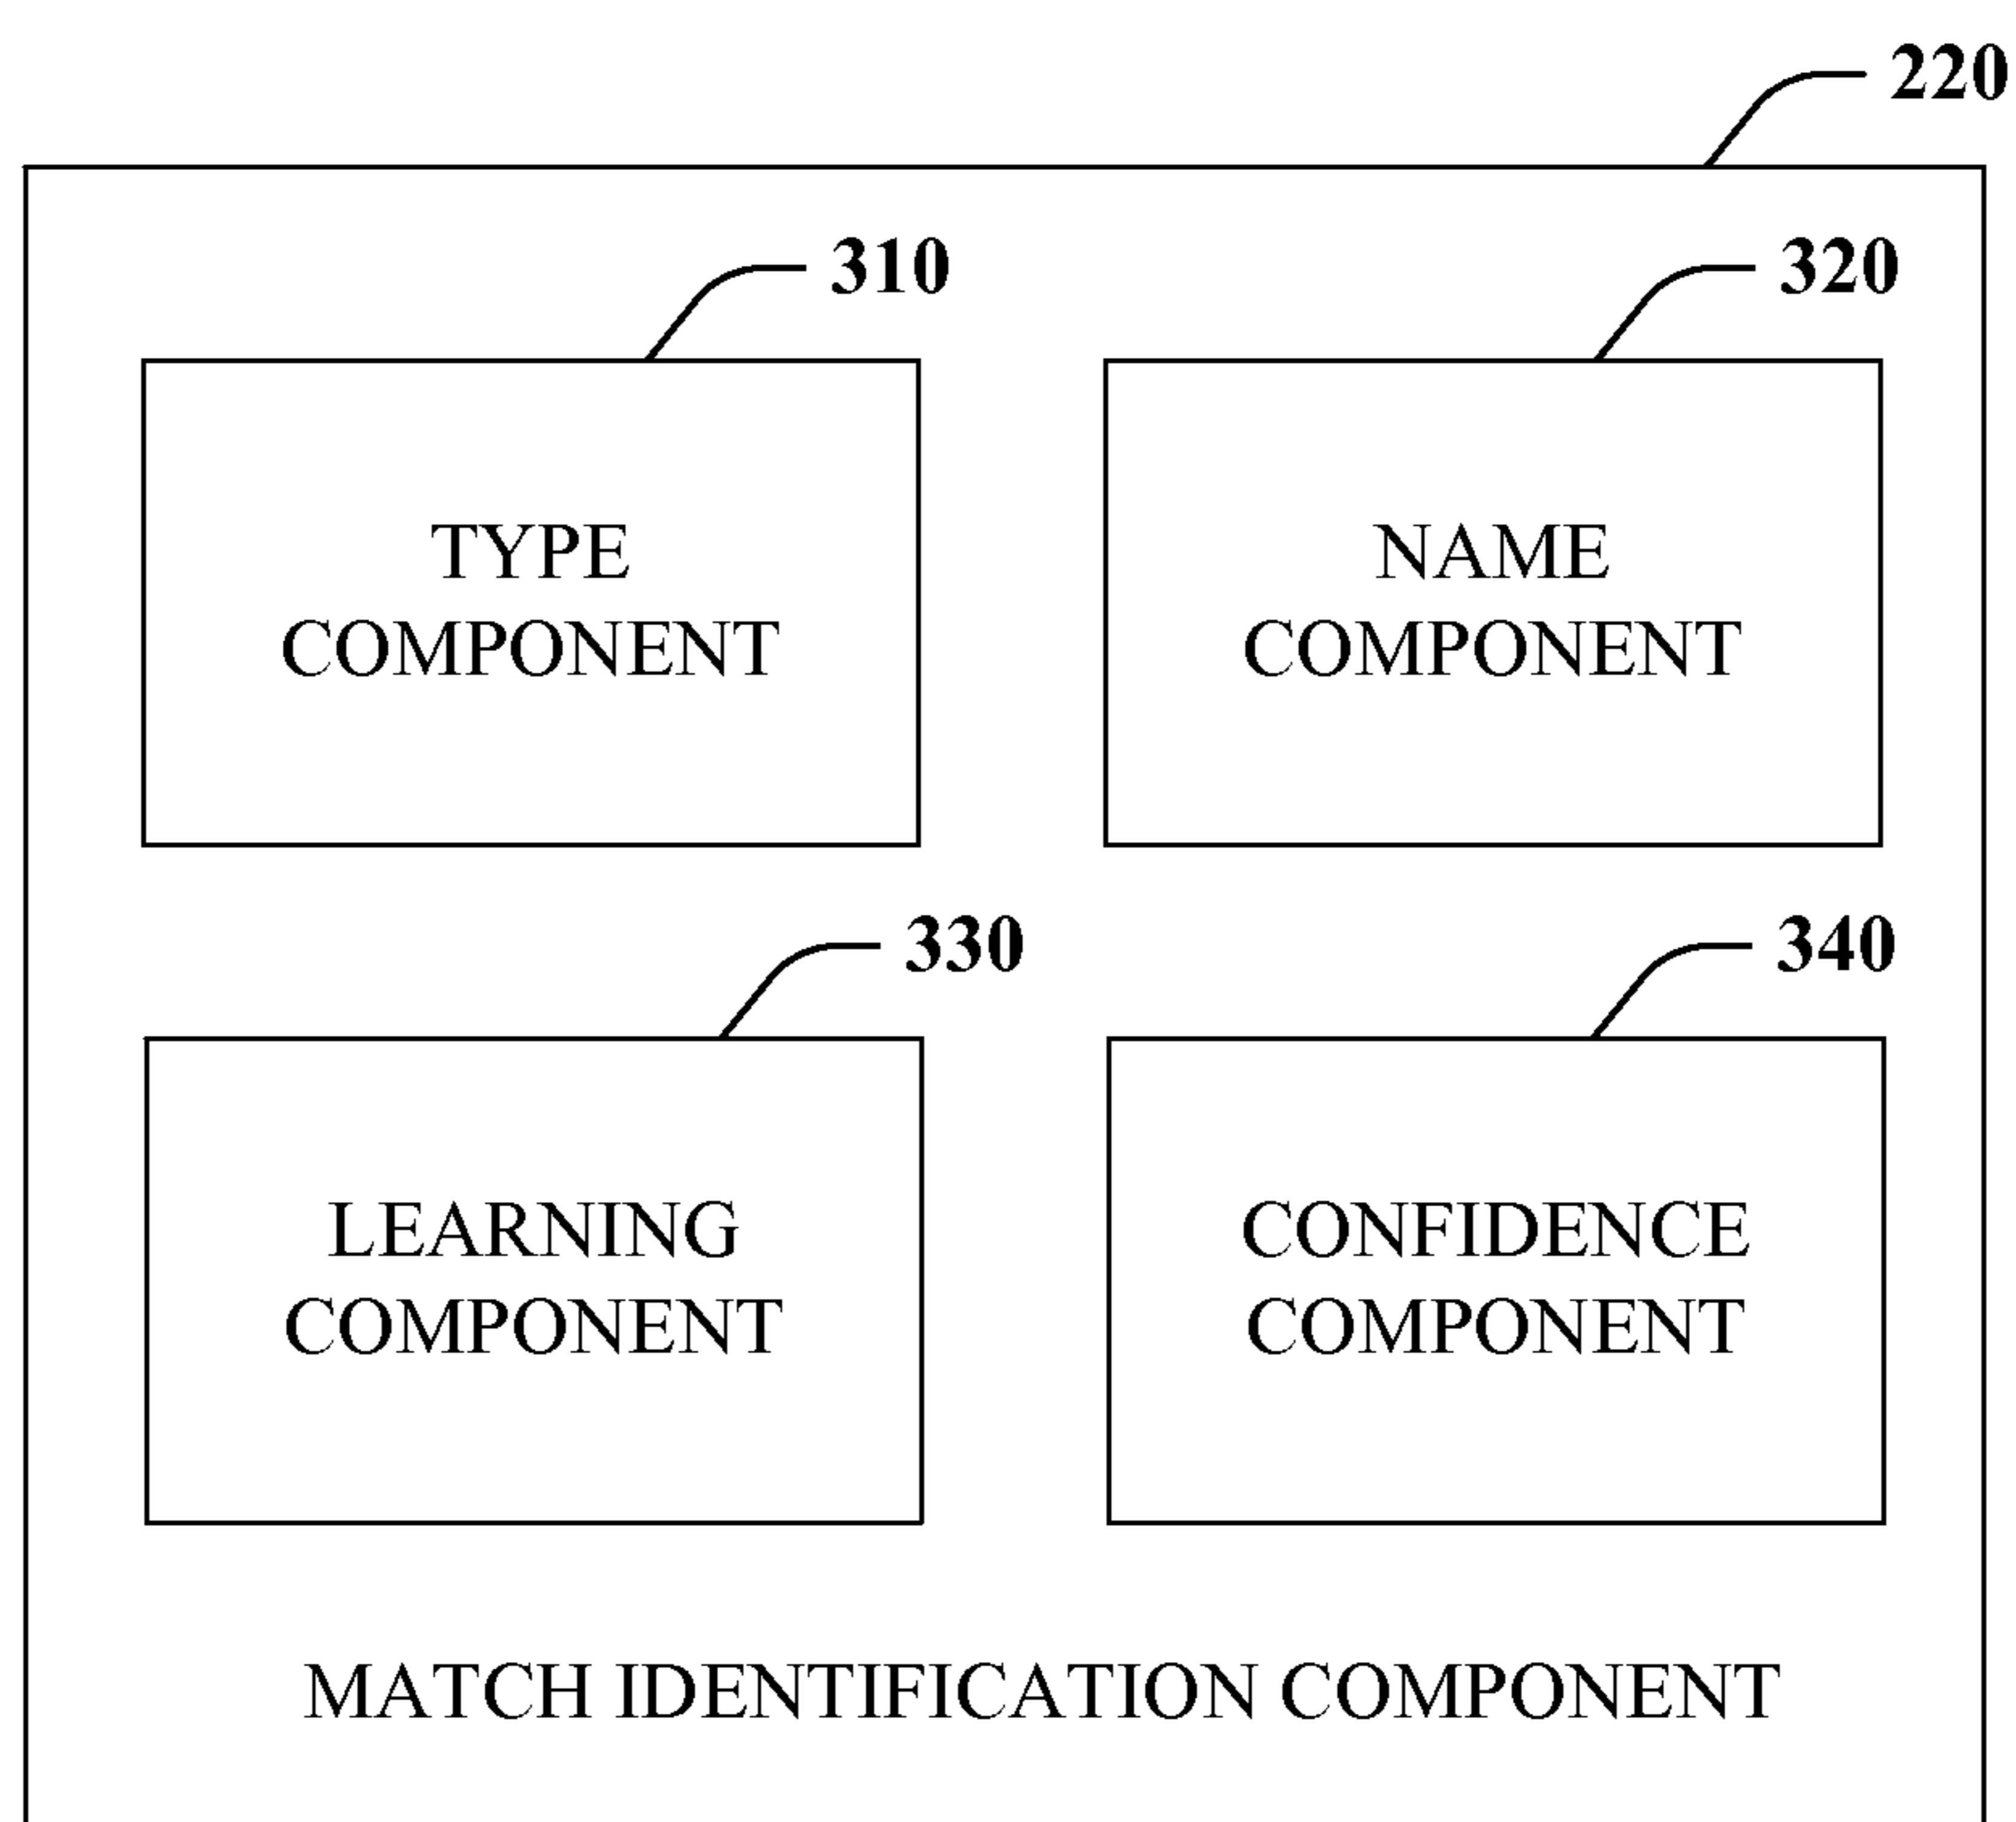 220
310
320
TYPE
COMPONENT
NAME
COMPONENT
330
340
LEARNING
COMPONENT
CONFIDENCE
COMPONENT
MATCH IDENTIFICATION COMPONENT